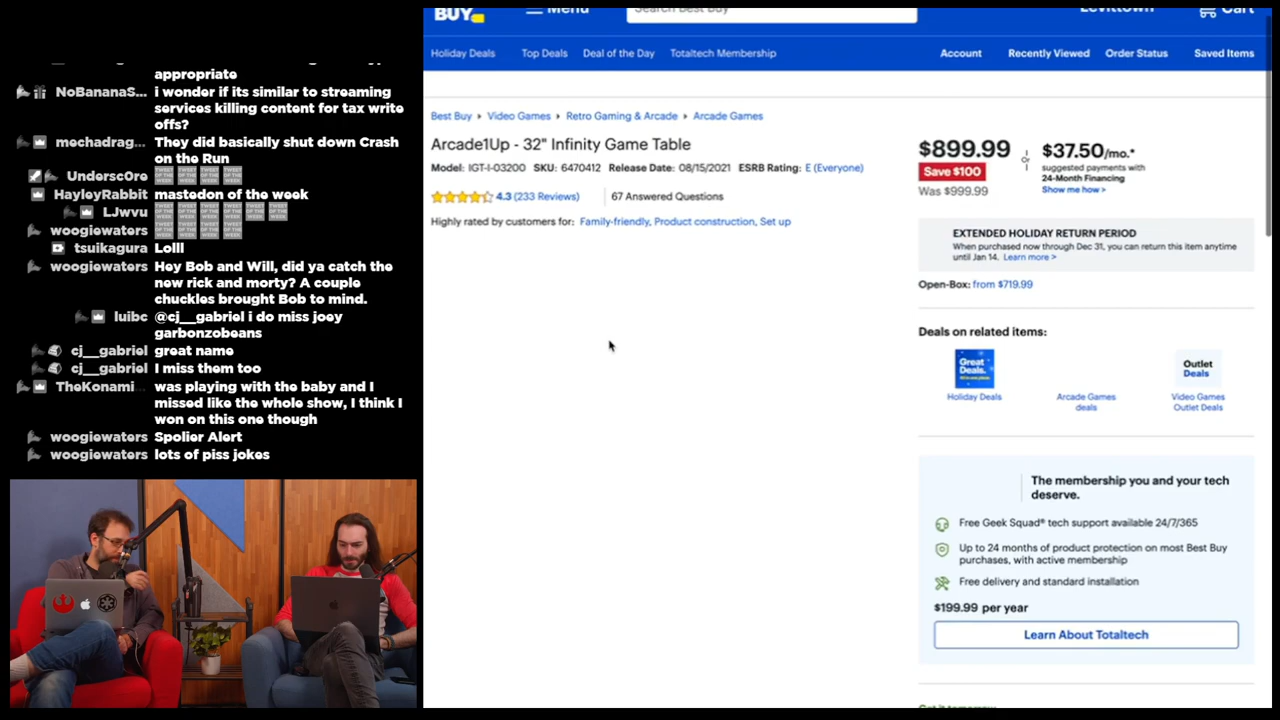 appropriate
NoBananaS... i wonder if its similar to streaming
services killing content for tax write
offs?
mochadrag... They did basically shut down Crash
on the Run
Underscore
HayleyRabbit mastedon of the week
LJwvu
woogiewaters
tsuikagura Lolll
woogiewaters Hey Bob and Will, did ya catch the
new rick and morty? A couple
chuckles brought Bob to mind.
luibc @cj__gabriel i do miss joey
garbonzobeans
cj__gabriel great name
cj__gabriel I miss them too
TheKonami... was playing with the baby and I
missed like the whole show, I think I
won on this one though
woogiewaters Spolier Alert
woogiewaters lots of piss jokes
BUY
Menu
Search Best Buy
Levittown
Cart
Holiday Deals
Top Deals
Deal of the Day
Totaltech Membership
Account
Recently Viewed
Order Status
Saved Items
Best Buy
Video Games
Retro Gaming & Arcade
Arcade Games
Arcade1Up - 32" Infinity Game Table
Model: IGT-I-03200 SKU: 6470412 Release Date: 08/15/2021 ESRB Rating: E (Everyone)
4.3 (233 Reviews) 67 Answered Questions
Highly rated by customers for: Family-friendly, Product construction, Set up
$899.99
Save $100
Was $999.99
or
$37.50/mo.*
suggested payments with
24-Month Financing
Show me how >
EXTENDED HOLIDAY RETURN PERIOD
When purchased now through Dec 31, you can return this item anytime
until Jan 14. Learn more >
Open-Box: from $719.99
Deals on related items:
Great
Deals.
Holiday Deals
Arcade Games
deals
Outlet
Deals
Video Games
Outlet Deals
The membership you and your tech
deserve.
Free Geek Squad® tech support available 24/7/365
Up to 24 months of product protection on most Best Buy
purchases, with active membership
Free delivery and standard installation
$199.99 per year
Learn About Totaltech